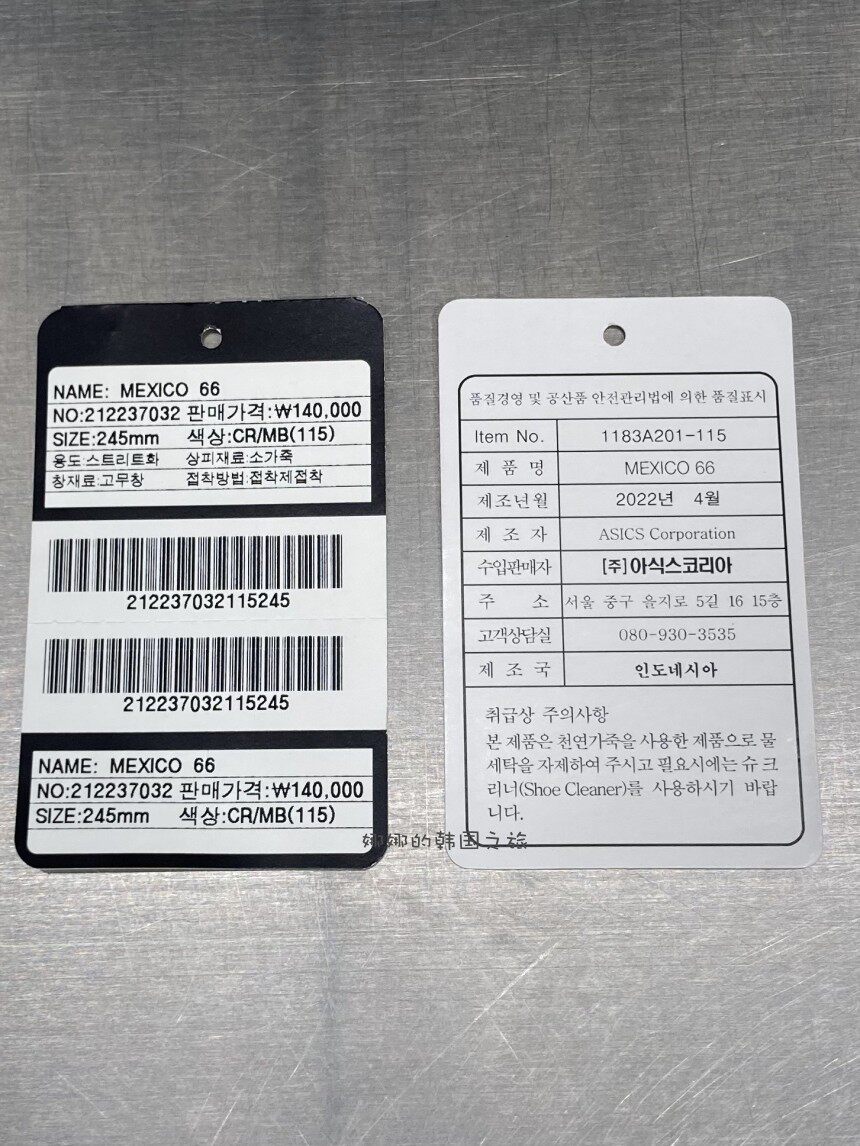 NAME: MEXICO 66
NO:212237032 판매가격:₩140,000
SIZE:245mm 색상:CR/MB(115)
용도:스트리트화 상피재료:소가죽
창재료:고무창 접착방법:접착제접착
212237032115245
212237032115245
NAME: MEXICO 66
NO:212237032 판매가격:₩140,000
SIZE:245mm 색상:CR/MB(115)
품질경영 및 공산품 안전관리법에 의한 품질표시
Item No. 1183A201-115
제 품 명 MEXICO 66
제조년월 2022년 4월
제 조 자 ASICS Corporation
수입판매자 [주]아식스코리아
주 소 서울 중구 을지로 5길 16 15층
고객상담실 080-930-3535
제 조 국 인도네시아
취급상 주의사항
본 제품은 천연가죽을 사용한 제품으로 물
세탁을 자제하여 주시고 필요시에는 슈 크
리너(Shoe Cleaner)를 사용하시기 바랍
니다.
娜娜的韩国之旅